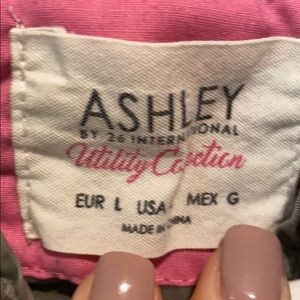 ASHLEY
BY 26 INTERNATIONAL
Utility Collection
EUR L USA MEX G
MADE IN CHINA